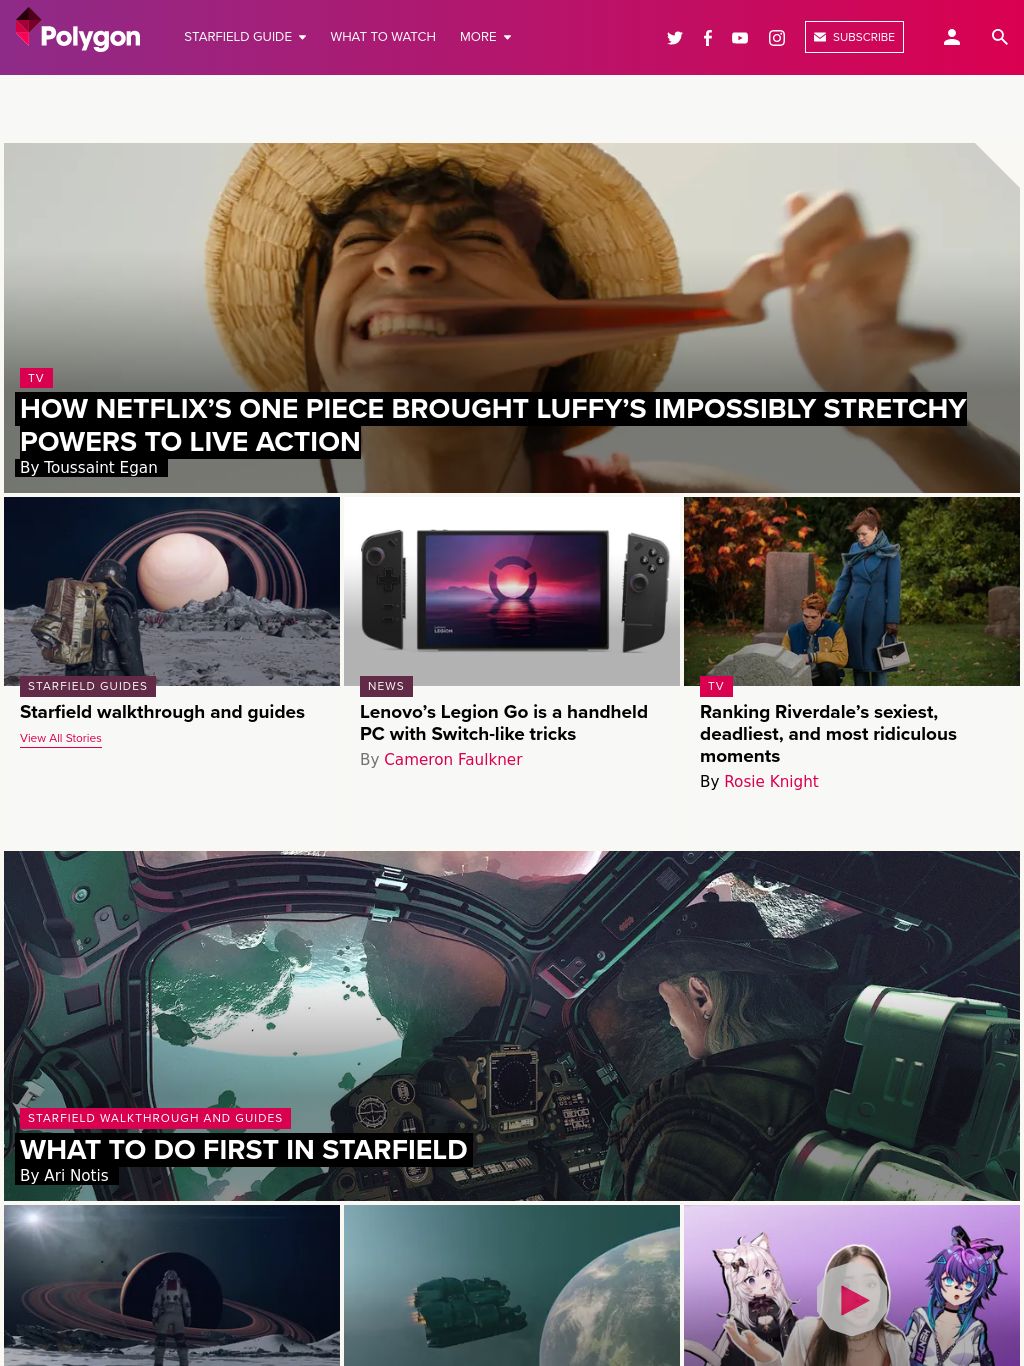 Polygon
STARFIELD GUIDE
WHAT TO WATCH
MORE
SUBSCRIBE
TV
HOW NETFLIX’S ONE PIECE BROUGHT LUFFY’S IMPOSSIBLY STRETCHY
POWERS TO LIVE ACTION
By Toussaint Egan
LEGION
STARFIELD GUIDES
Starfield walkthrough and guides
View All Stories
NEWS
Lenovo’s Legion Go is a handheld
PC with Switch-like tricks
By Cameron Faulkner
TV
Ranking Riverdale’s sexiest,
deadliest, and most ridiculous
moments
By Rosie Knight
STARFIELD WALKTHROUGH AND GUIDES
WHAT TO DO FIRST IN STARFIELD
By Ari Notis